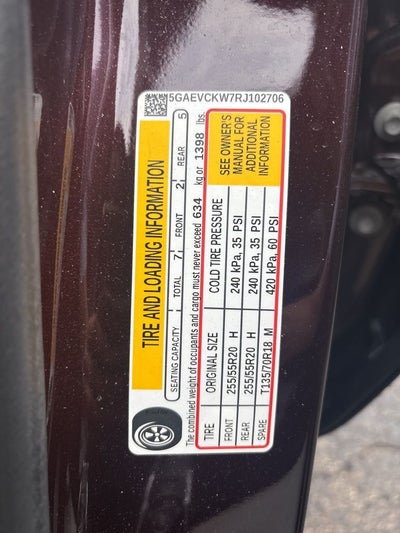 5GAEVCKW7RJ102706
TIRE AND LOADING INFORMATION
SEATING CAPACITY TOTAL 7 FRONT 2 REAR 5
The combined weight of occupants and cargo must never exceed 634 kg or 1398 lbs.
TIRE ORIGINAL SIZE COLD TIRE PRESSURE
FRONT 255/55R20 H 240 kPa, 35 PSI
REAR 255/55R20 H 240 kPa, 35 PSI
SPARE T135/70R18 M 420 kPa, 60 PSI
SEE OWNER'S
MANUAL FOR
ADDITIONAL
INFORMATION